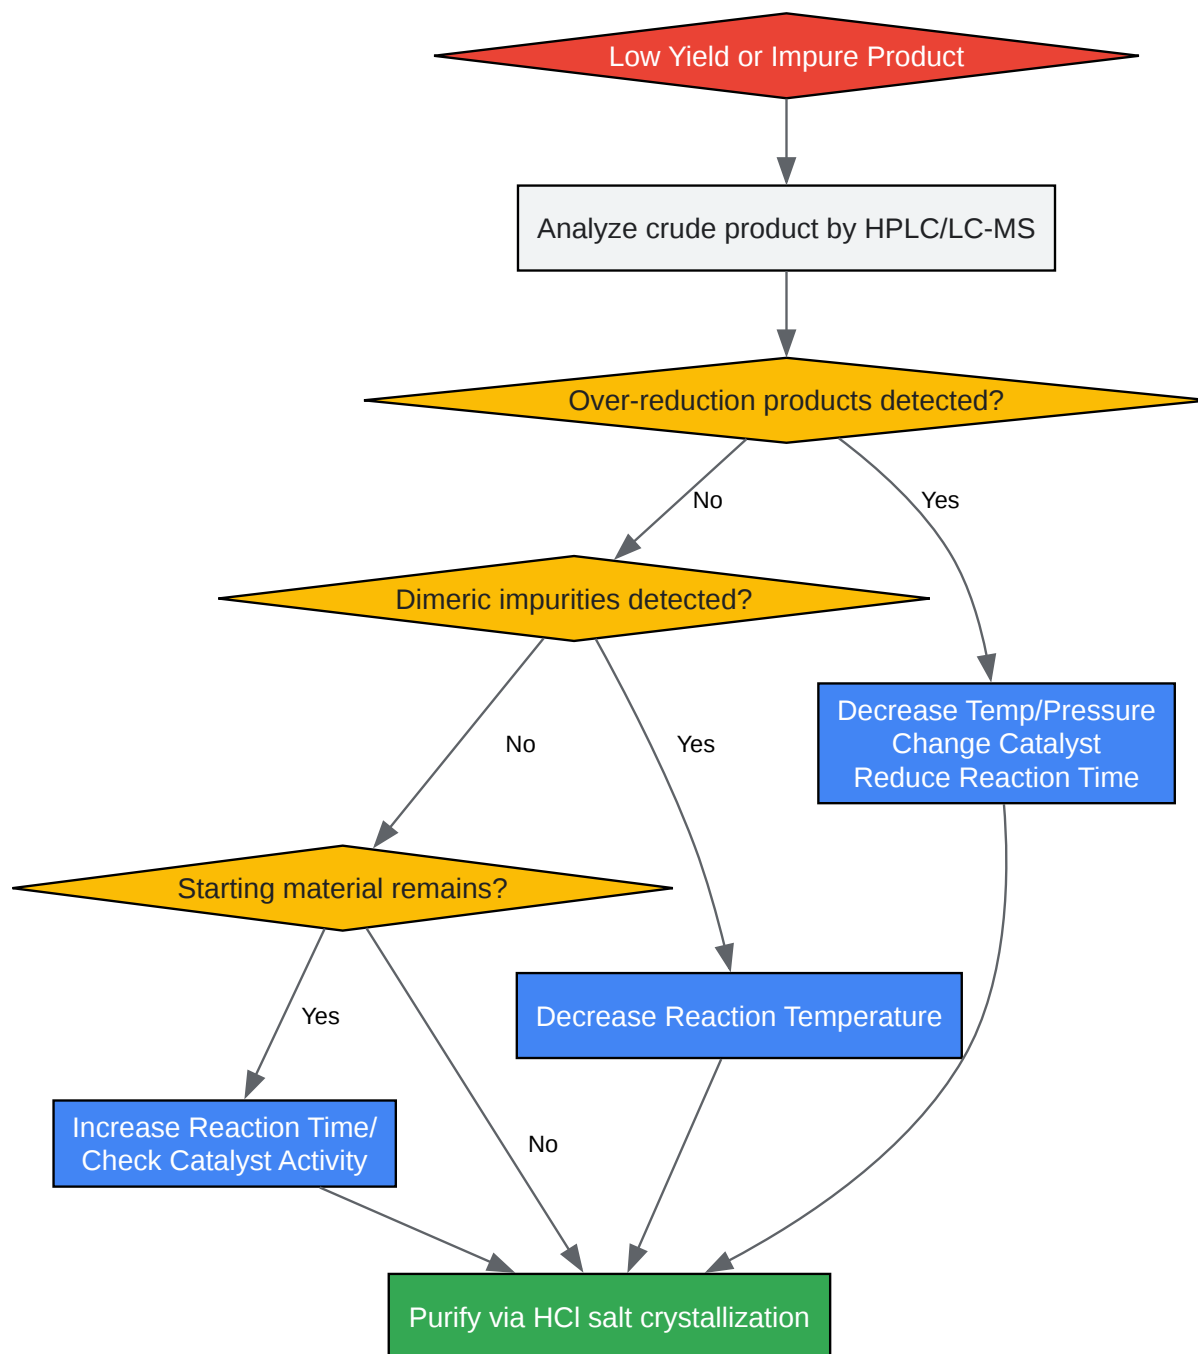 Low Yield or Impure Product
Analyze crude product by HPLC/LC-MS
Over-reduction products detected?
No
Yes
Dimeric impurities detected?
Decrease Temp/Pressure
Change Catalyst
Reduce Reaction Time
No
Yes
Starting material remains?
Decrease Reaction Temperature
Yes
No
Increase Reaction Time/
Check Catalyst Activity
Purify via HCl salt crystallization